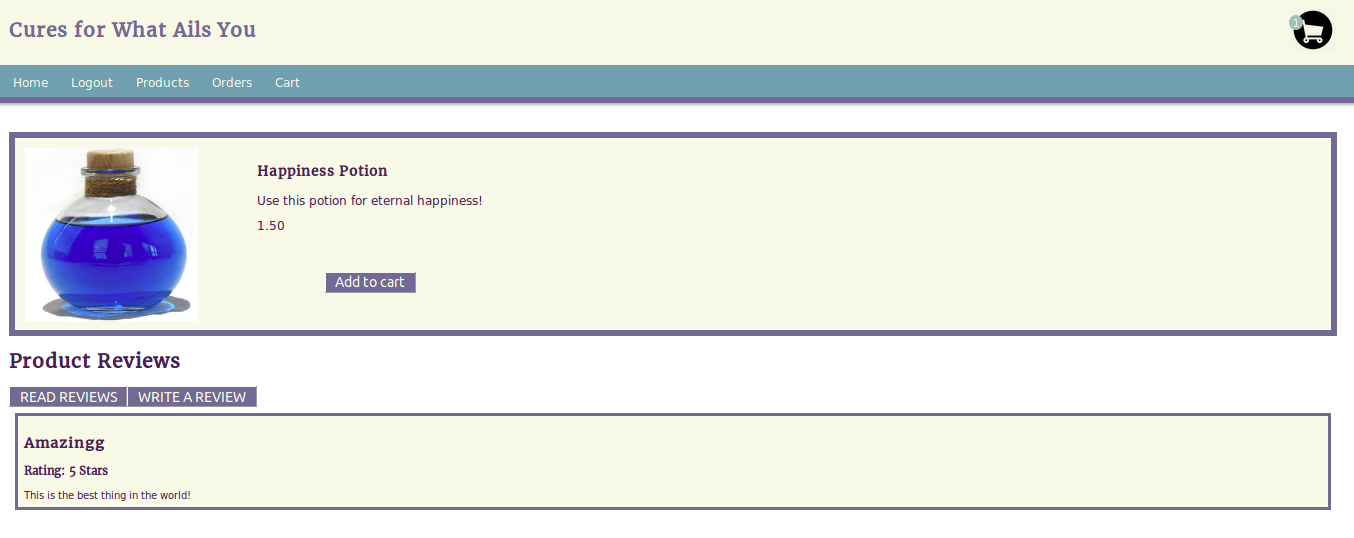 Cures for What Ails You
1
Home Logout Products Orders Cart
Happiness Potion
Use this potion for eternal happiness!
1.50
Add to cart
Product Reviews
READ REVIEWS WRITE A REVIEW
Amazingg
Rating: 5 Stars
This is the best thing in the world!